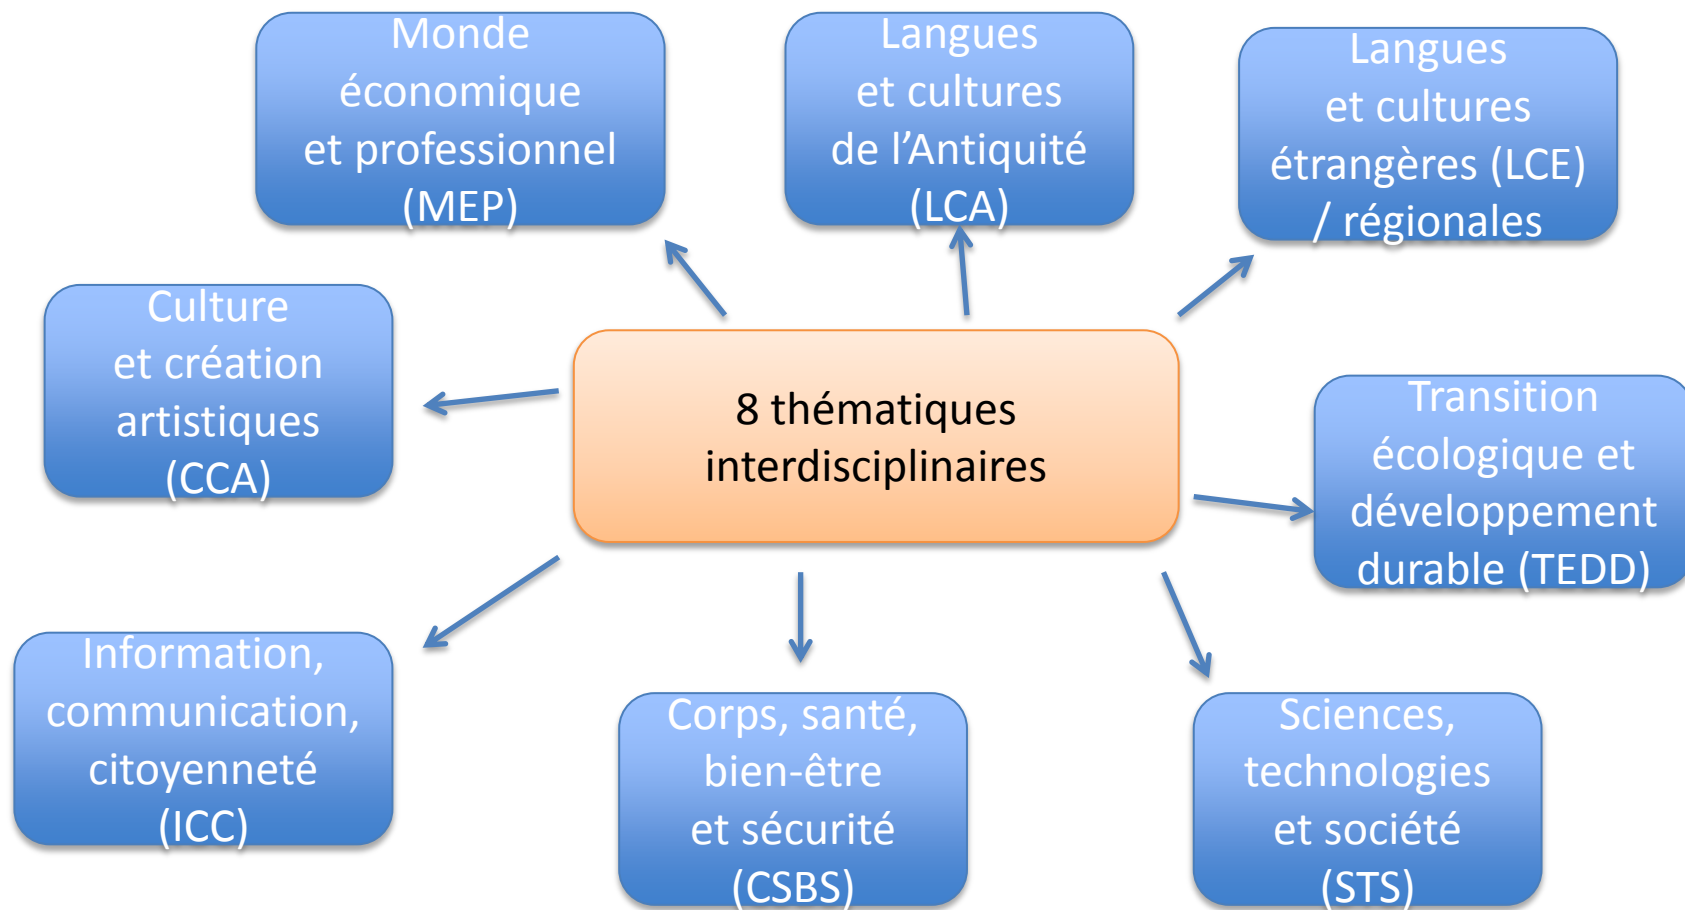 Monde
économique
et professionnel
(MEP)
Langues
et cultures
de l’Antiquité
(LCA)
Langues
et cultures
étrangères (LCE)
/ régionales
Culture
et création
artistiques
(CCA)
8 thématiques
interdisciplinaires
Transition
écologique et
développement
durable (TEDD)
Information,
communication,
citoyenneté
(ICC)
Corps, santé,
bien-être
et sécurité
(CSBS)
Sciences,
technologies
et société
(STS)